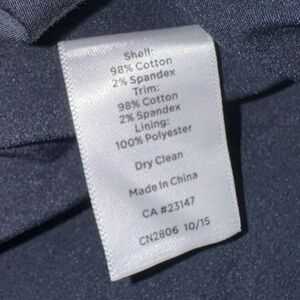 Shell:
98% Cotton
2% Spandex
Trim:
98% Cotton
2% Spandex
Lining:
100% Polyester
Dry Clean
Made in China
CA #23147
CN2806 10/15